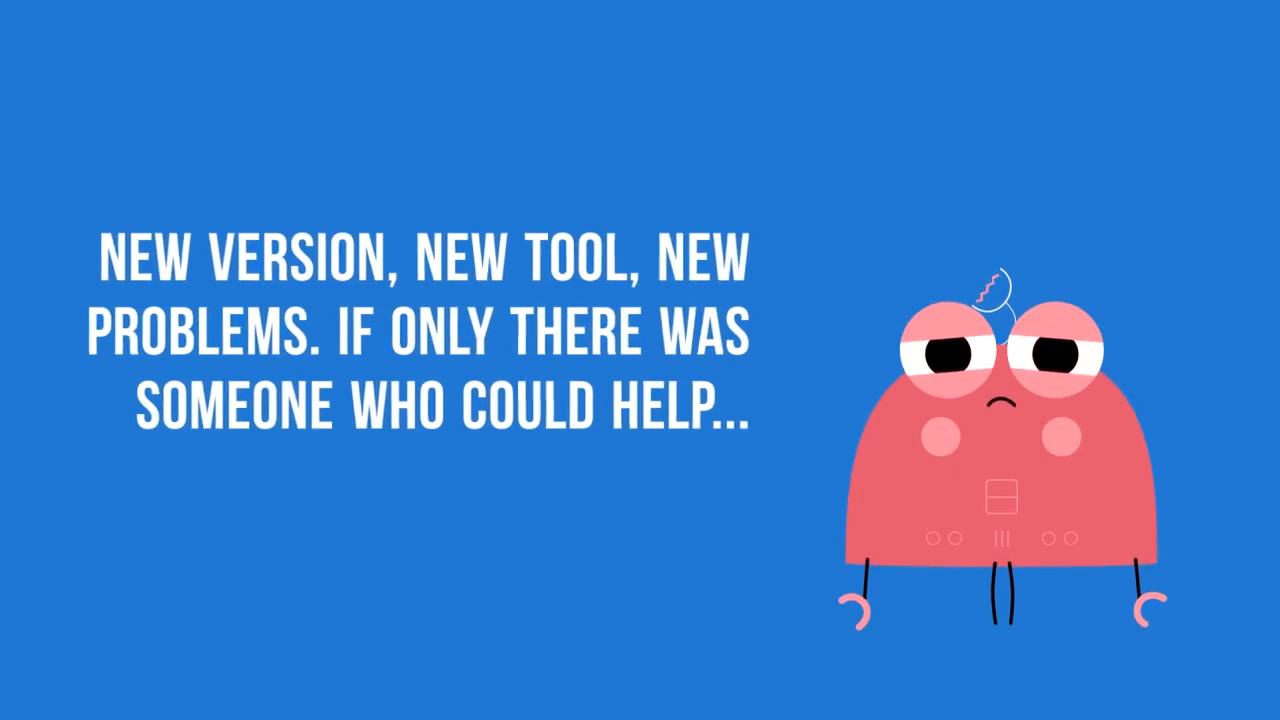 NEW VERSION, NEW TOOL, NEW
PROBLEMS. IF ONLY THERE WAS
SOMEONE WHO COULD HELP...